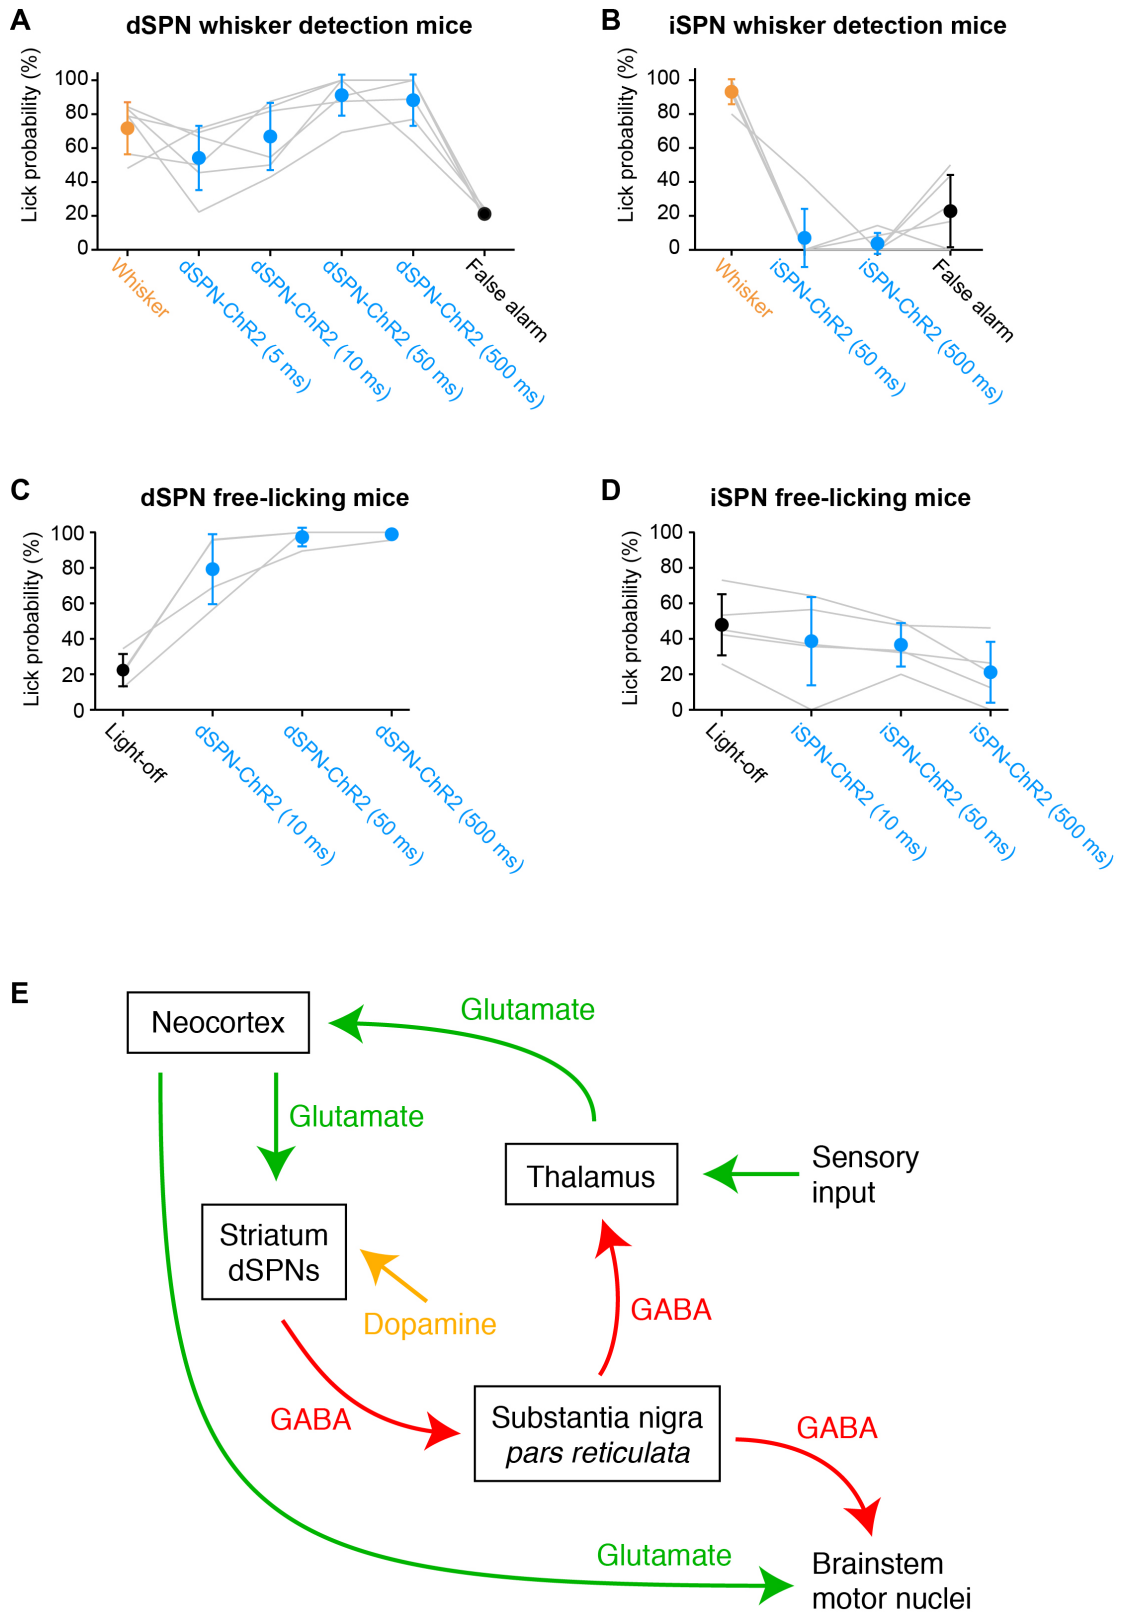 A
dSPN whisker detection mice
Lick probability (%)
100
80
60
40
20
0
Whisker
dSPN-ChR2 (5 ms)
dSPN-ChR2 (10 ms)
dSPN-ChR2 (50 ms)
dSPN-ChR2 (500 ms)
False alarm
B
iSPN whisker detection mice
Lick probability (%)
100
80
60
40
20
0
Whisker
iSPN-ChR2 (50 ms)
iSPN-ChR2 (500 ms)
False alarm
C
dSPN free-licking mice
Lick probability (%)
100
80
60
40
20
0
Light-off
dSPN-ChR2 (10 ms)
dSPN-ChR2 (50 ms)
dSPN-ChR2 (500 ms)
D
iSPN free-licking mice
Lick probability (%)
100
80
60
40
20
0
Light-off
iSPN-ChR2 (10 ms)
iSPN-ChR2 (50 ms)
iSPN-ChR2 (500 ms)
E
Neocortex
Glutamate
Glutamate
Thalamus
Sensory
input
Striatum
dSPNs
Dopamine
GABA
GABA
Substantia nigra
pars reticulata
GABA
Glutamate
Brainstem
motor nuclei